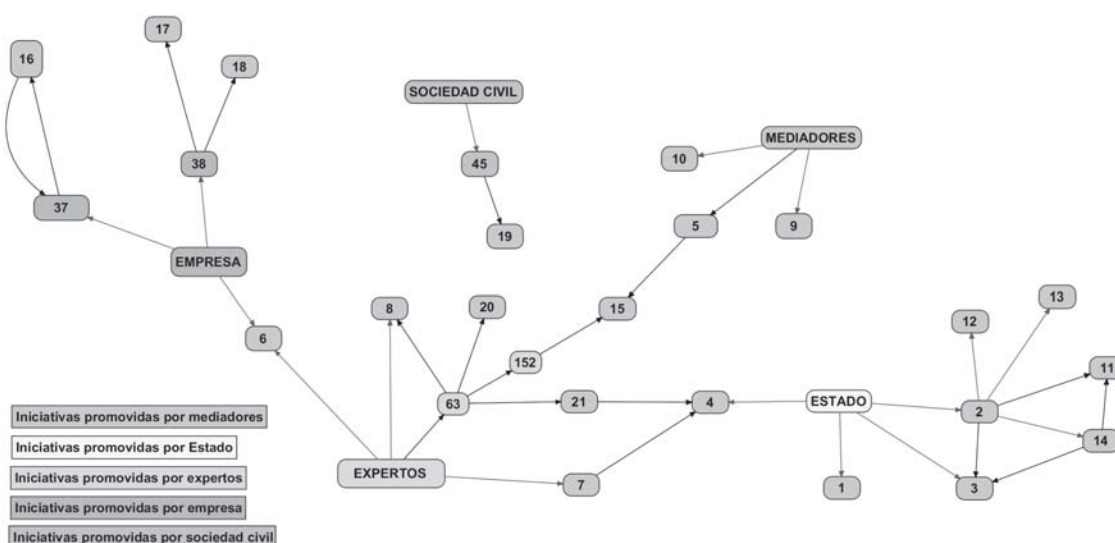 17
16
18
SOCIEDAD CIVIL
MEDIADORES
38
45
10
37
5
9
19
EMPRESA
8
20
15
13
12
6
152
11
63
21
4
ESTADO
2
14
EXPERTOS
7
1
3
Iniciativas promovidas por mediadores
Iniciativas promovidas por Estado
Iniciativas promovidas por expertos
Iniciativas promovidas por empresa
Iniciativas promovidas por sociedad civil